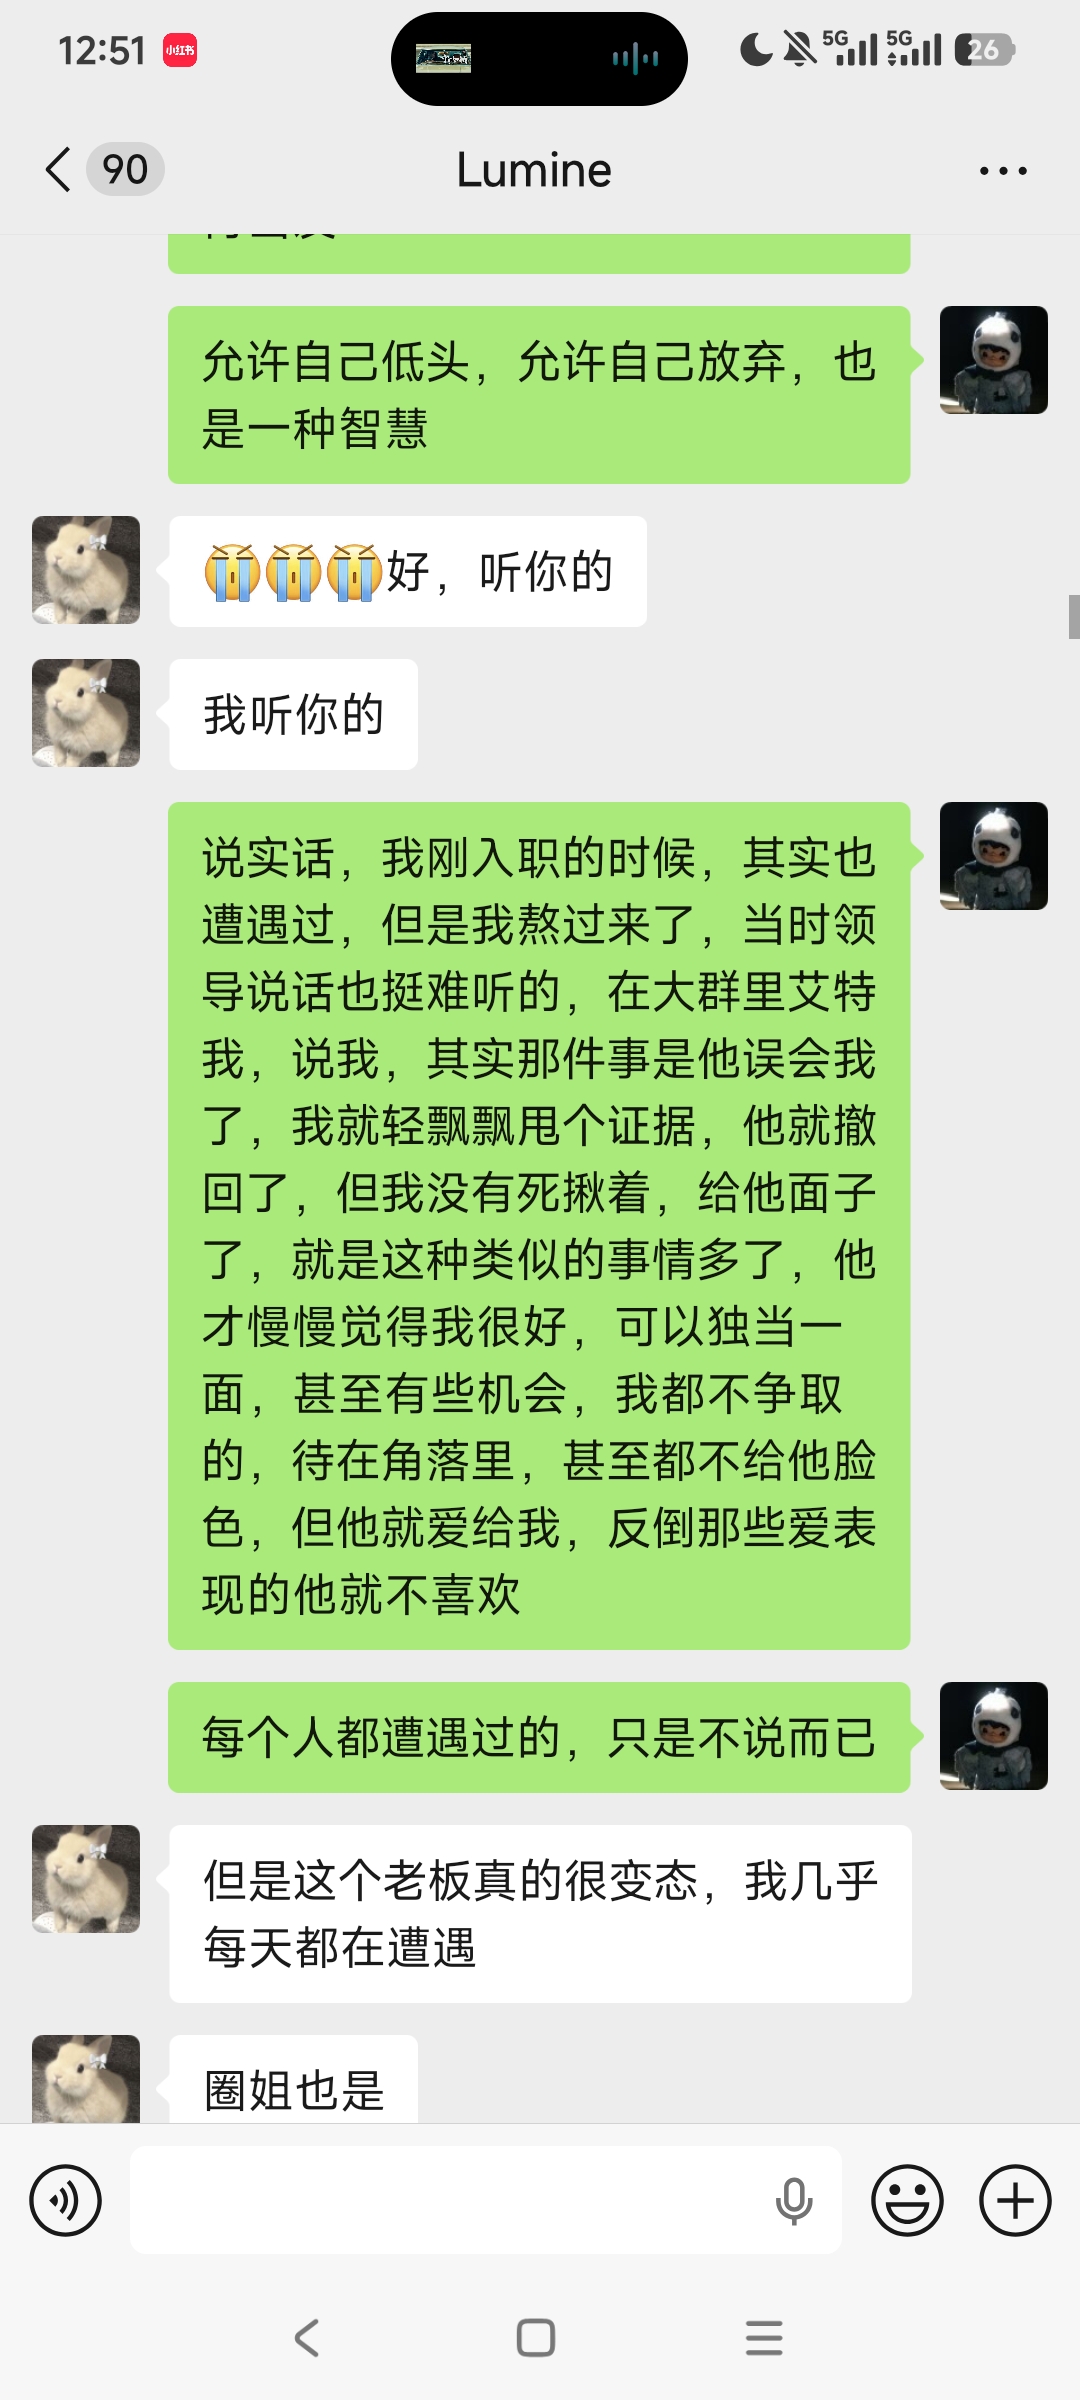 12:51
小红书
5G
5G
26
90
Lumine
允许自己低头，允许自己放弃，也
是一种智慧
😭😭😭好，听你的
我听你的
说实话，我刚入职的时候，其实也
遭遇过，但是我熬过来了，当时领
导说话也挺难听的，在大群里艾特
我，说我，其实那件事是他误会我
了，我就轻飘飘甩个证据，他就撤
回了，但我没有死揪着，给他面子
了，就是这种类似的事情多了，他
才慢慢觉得我很好，可以独当一
面，甚至有些机会，我都不争取
的，待在角落里，甚至都不给他脸
色，但他就爱给我，反倒那些爱表
现的他就不喜欢
每个人都遭遇过的，只是不说而已
但是这个老板真的很变态，我几乎
每天都在遭遇
圈姐也是